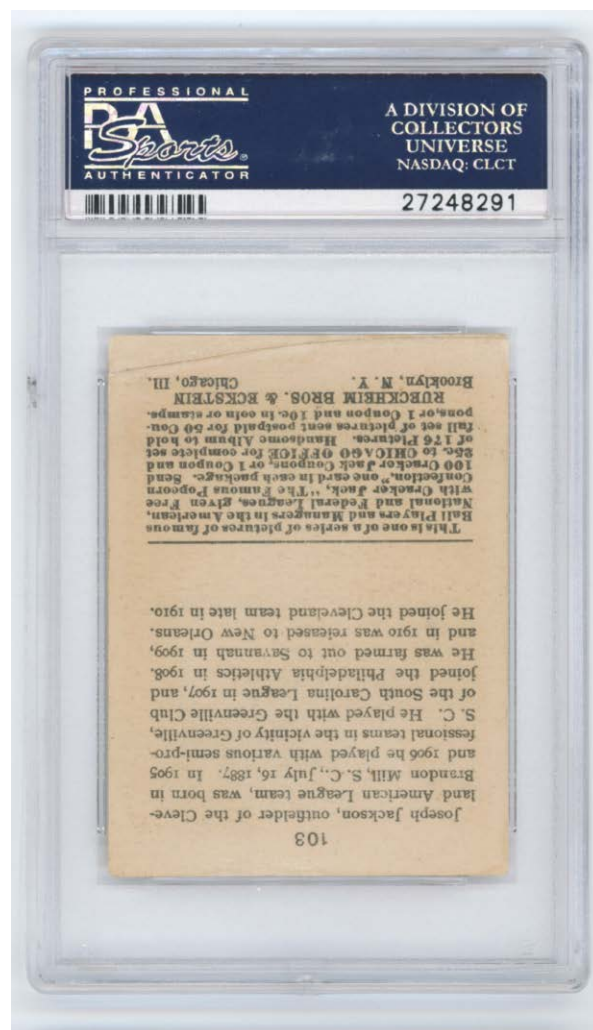 PROFESSIONAL
PSA
Sports
AUTHENTICATOR
A DIVISION OF
COLLECTORS
UNIVERSE
NASDAQ: CLCT
27248291
103
Joseph Jackson, outfielder of the Cleve-
land American League team, was born in
Brandon Mill, S. C., July 16, 1887. In 1905
and 1906 he played with various semi-pro-
fessional teams in the vicinity of Greenville,
S. C. He played with the Greenville Club
of the South Carolina League in 1907, and
joined the Philadelphia Athletics in 1908.
He was farmed out to Savannah in 1909,
and in 1910 was released to New Orleans.
He joined the Cleveland team late in 1910.
This is one of a series of pictures of famous
Ball Players and Managers in the American,
National and Federal Leagues, given Free
with Cracker Jack, "The Famous Popcorn
Confection," one card in each package. Send
100 Cracker Jack Coupons, or 1 Coupon and
25c. to CHICAGO OFFICE for complete set
of 176 Pictures. Handsome Album to hold
full set of pictures sent postpaid for 50 Cou-
pons, or 1 Coupon and 10c. in coin or stamps.
RUECKHEIM BROS. & ECKSTEIN
Brooklyn, N. Y. Chicago, Ill.